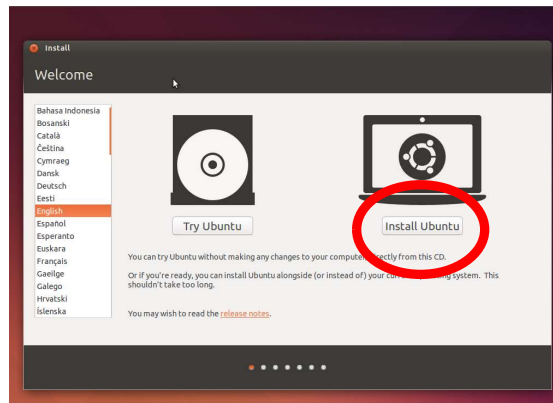 Install
Welcome
Bahasa Indonesia
Bosanski
Català
Čeština
Cymraeg
Dansk
Deutsch
Eesti
English
Español
Esperanto
Euskara
Français
Gaeilge
Galego
Hrvatski
Íslenska
Try Ubuntu
Install Ubuntu
You can try Ubuntu without making any changes to your computer, directly from this CD.
Or if you're ready, you can install Ubuntu alongside (or instead of) your current operating system. This
shouldn't take too long.
You may wish to read the release notes.